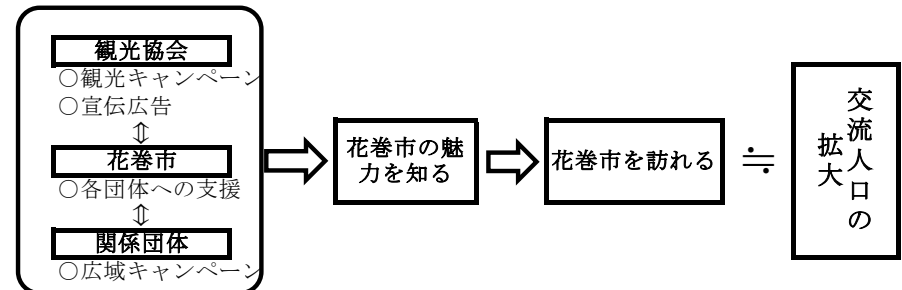 観光協会
○観光キャンペーン
○宣伝広告
⇕
花巻市
○各団体への支援
⇕
関係団体
○広域キャンペーン
花巻市の魅
力を知る
花巻市を訪れる
≒
交流人口の
拡大